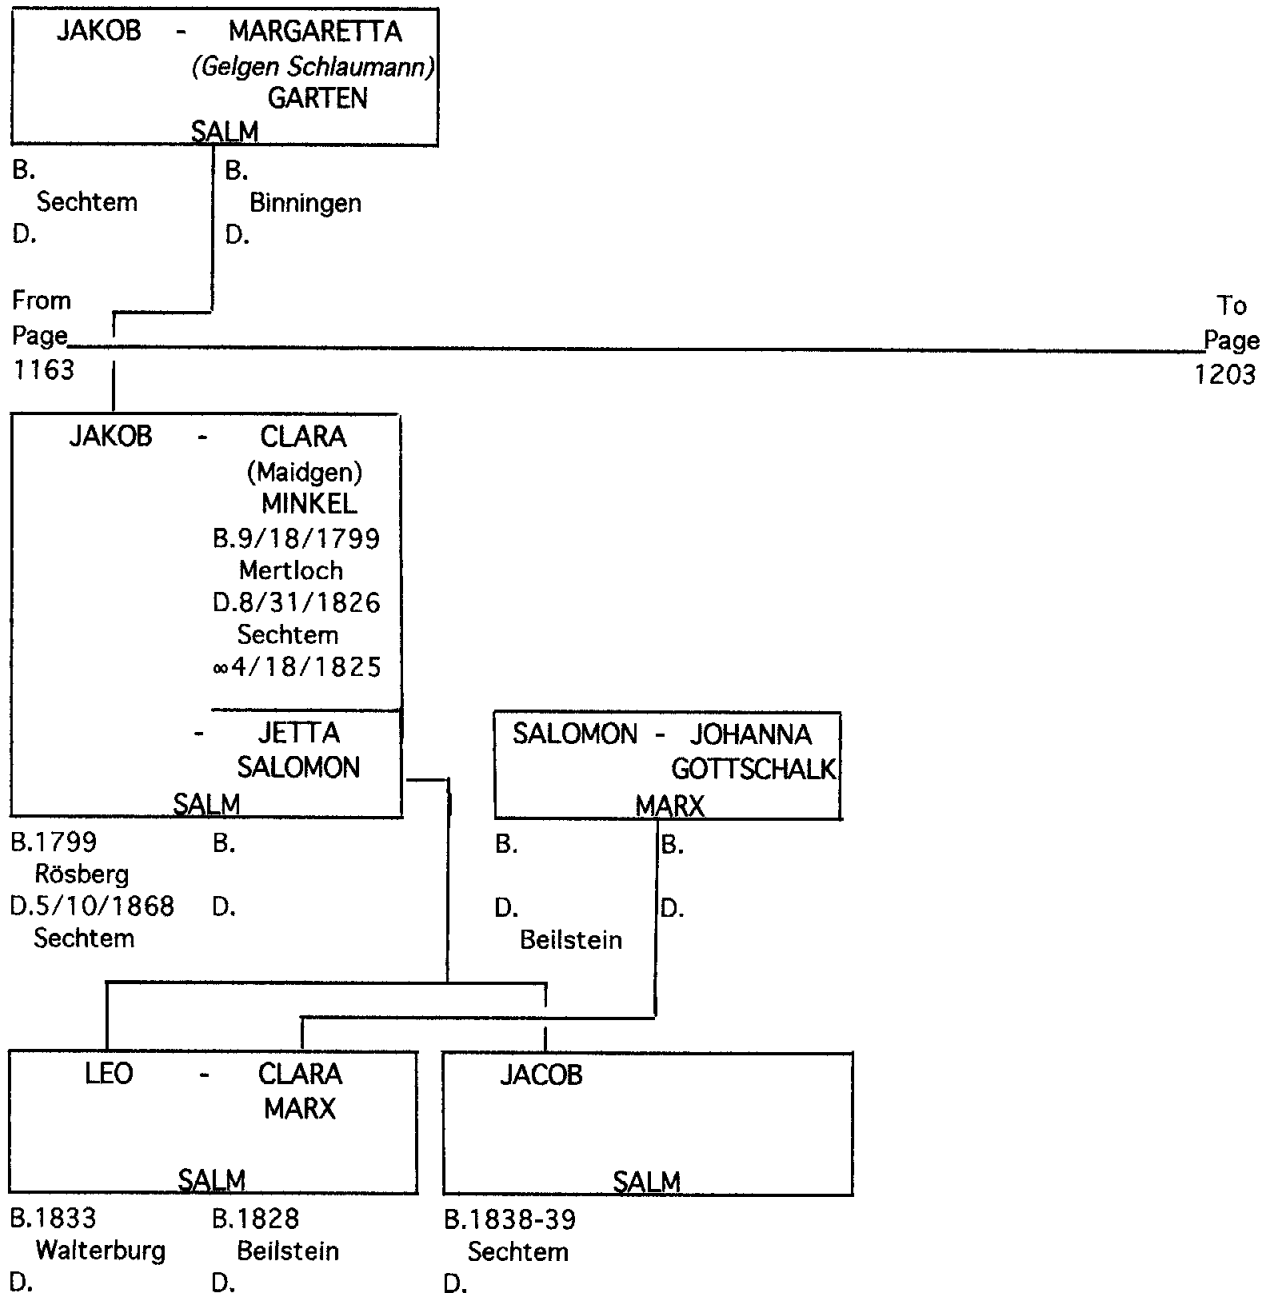 JAKOB - MARGARETTA
(Gelgen Schlaumann)
GARTEN
SALM
B. B.
Sechtem Binningen
D. D.
From To
Page Page
1163 1203
JAKOB - CLARA
(Maidgen)
MINKEL
B.9/18/1799
Mertloch
D.8/31/1826
Sechtem
∞4/18/1825
- JETTA SALOMON - JOHANNA
SALOMON GOTTSCHALK
SALM MARX
B.1799 B. B. B.
Rösberg
D.5/10/1868 D. D. D.
Sechtem Beilstein
LEO - CLARA JACOB
MARX
SALM SALM
B.1833 B.1828 B.1838-39
Walterburg Beilstein Sechtem
D. D. D.